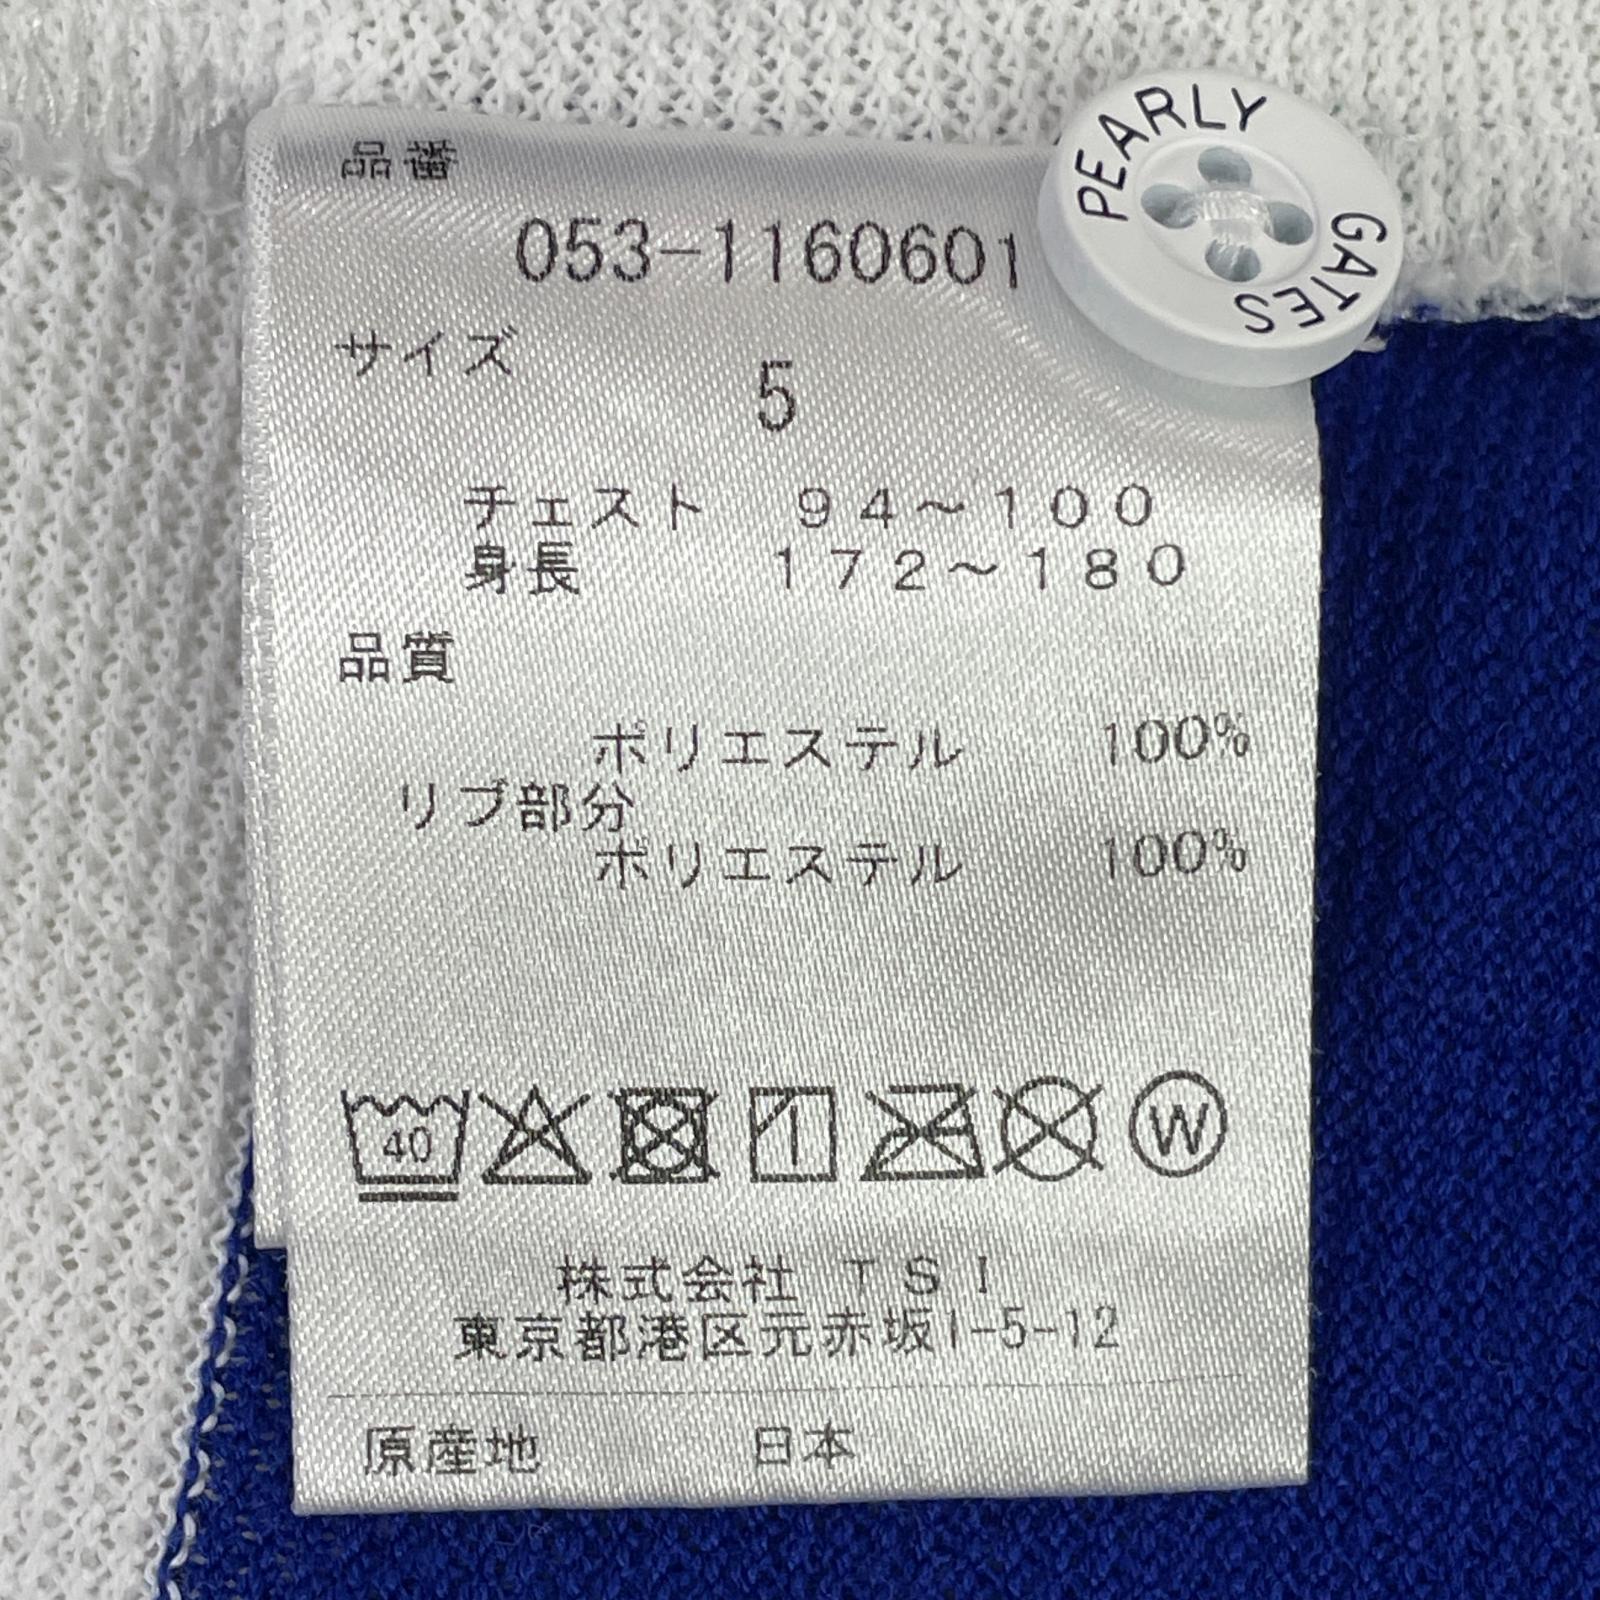 PEARLY GATES
品番
053-1160601
サイズ
5
チェスト 94～100
身長 172～180
品質
ポリエステル 100%
リブ部分
ポリエステル 100%
40
W
株式会社 TSI
東京都港区元赤坂1-5-12
原産地 日本